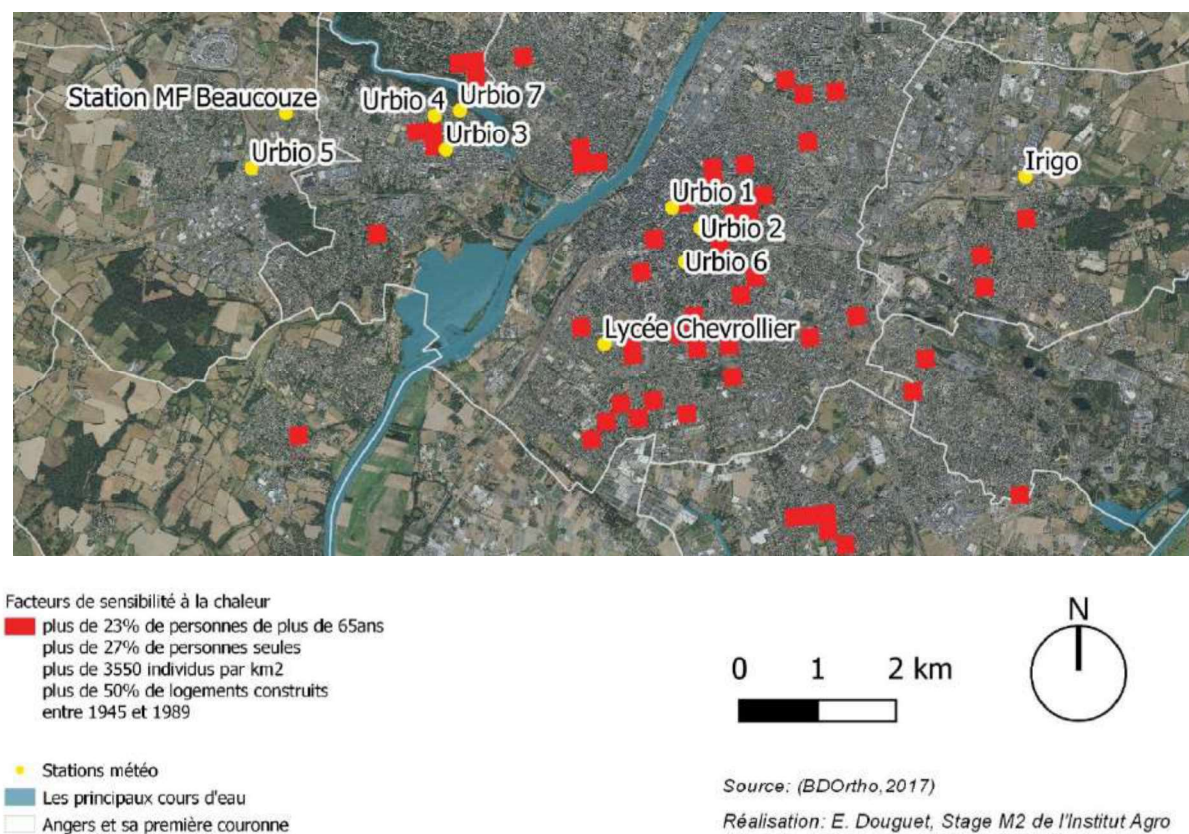 Station MF Beaucouze
Urbio 4
Urbio 7
Urbio 3
Urbio 5
Irigo
Urbio 1
Urbio 2
Urbio 6
Lycée Chevrollier
Facteurs de sensibilité à la chaleur
plus de 23% de personnes de plus de 65ans
plus de 27% de personnes seules
plus de 3550 individus par km2
plus de 50% de logements construits
entre 1945 et 1989
Stations météo
Les principaux cours d'eau
Angers et sa première couronne
0 1 2 km
N
Source: (BDOrtho,2017)
Réalisation: E. Douguet, Stage M2 de l'Institut Agro